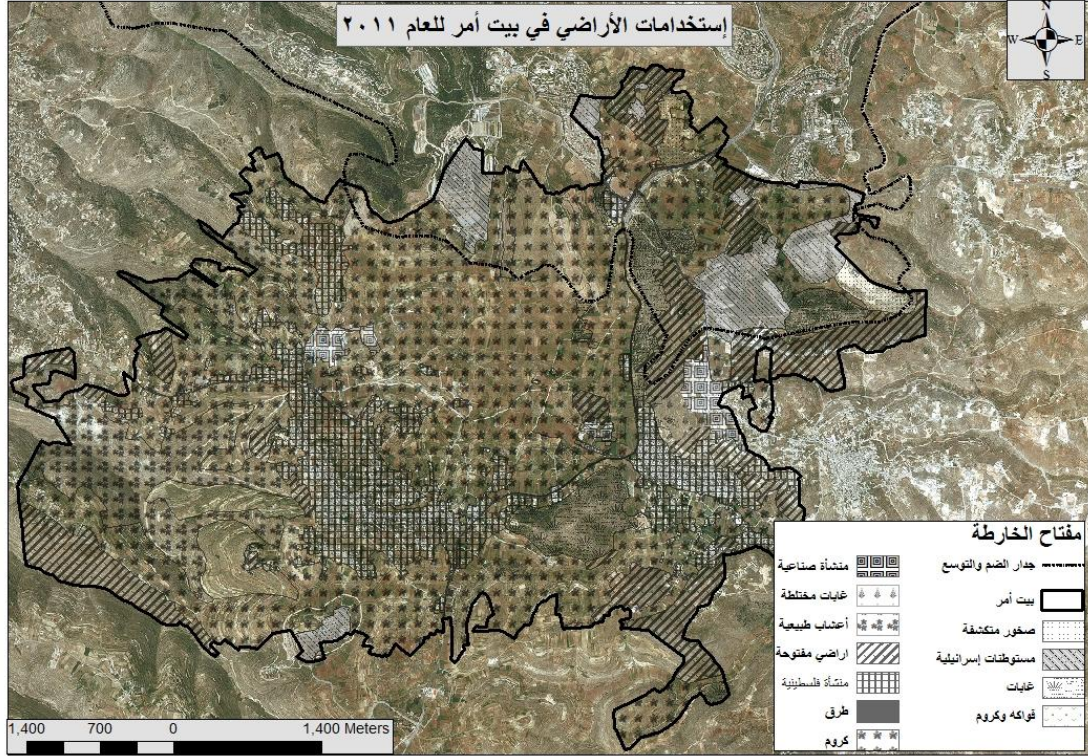 إستخدامات الأراضي في بيت أمر للعام ٢٠١١
N
W E
S
مفتاح الخارطة
جدار الضم والتوسع
بيت أمر
صخور متكشفة
مستوطنات إسرائيلية
غابات
فواكه وكروم
منشأة صناعية
غابات مختلطة
أعشاب طبيعية
اراضي مفتوحة
منشأة فلسطينية
طرق
كروم
1,400 700 0 1,400 Meters